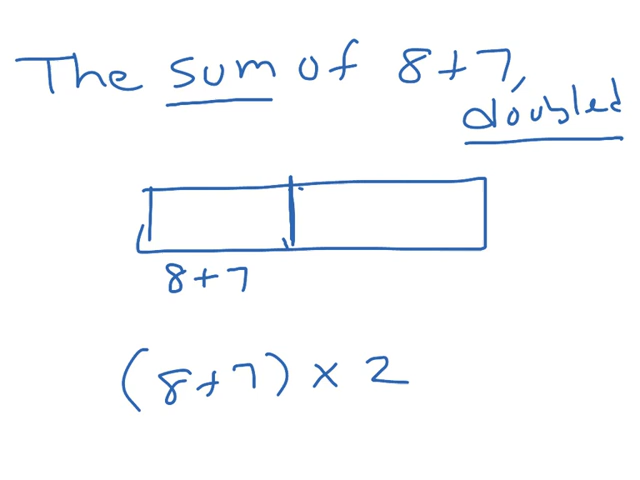 The sum of 8+7,
doubled
8+7
(8+7) × 2